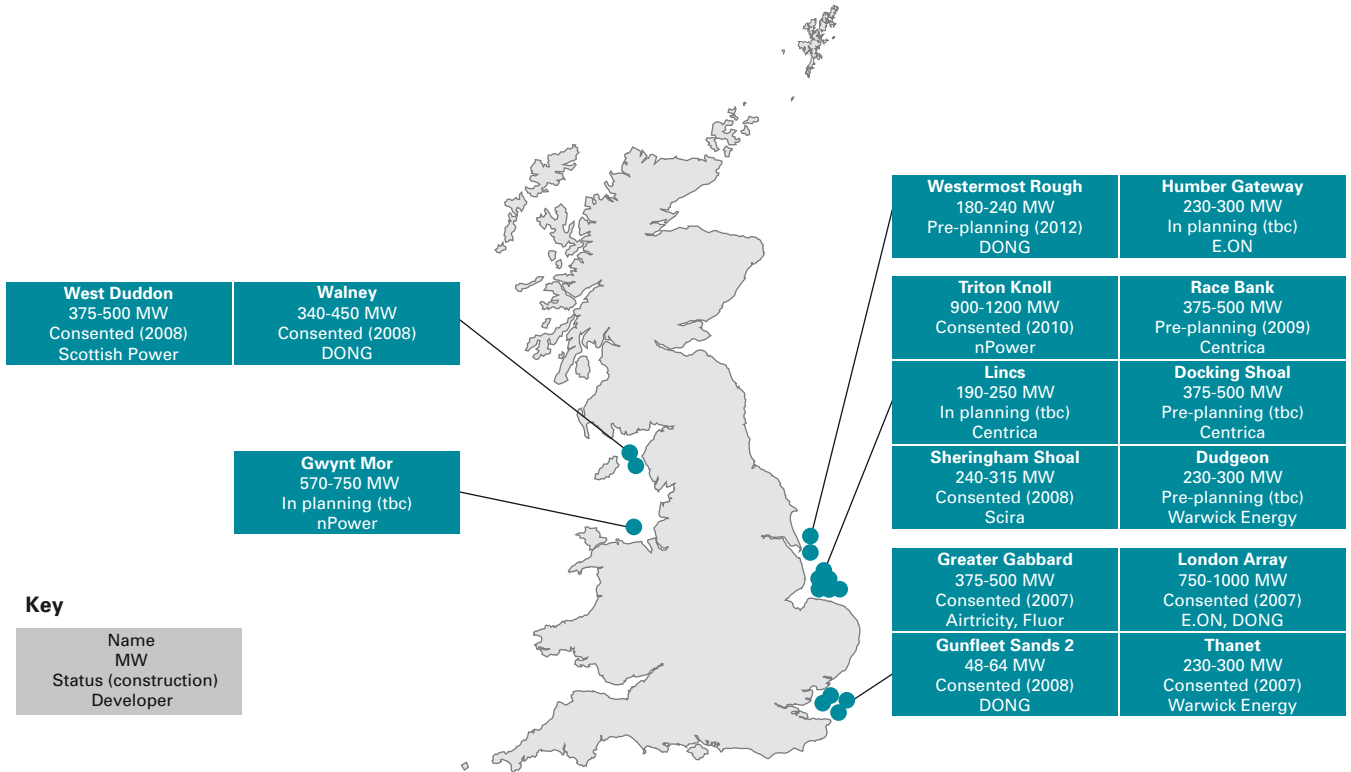 West Duddon
375-500 MW
Consented (2008)
Scottish Power
Walney
340-450 MW
Consented (2008)
DONG
Gwynt Mor
570-750 MW
In planning (tbc)
nPower
Key
Name
MW
Status (construction)
Developer
Westermost Rough
180-240 MW
Pre-planning (2012)
DONG
Humber Gateway
230-300 MW
In planning (tbc)
E.ON
Triton Knoll
900-1200 MW
Consented (2010)
nPower
Race Bank
375-500 MW
Pre-planning (2009)
Centrica
Lincs
190-250 MW
In planning (tbc)
Centrica
Docking Shoal
375-500 MW
Pre-planning (tbc)
Centrica
Sheringham Shoal
240-315 MW
Consented (2008)
Scira
Dudgeon
230-300 MW
Pre-planning (tbc)
Warwick Energy
Greater Gabbard
375-500 MW
Consented (2007)
Airtricity, Fluor
London Array
750-1000 MW
Consented (2007)
E.ON, DONG
Gunfleet Sands 2
48-64 MW
Consented (2008)
DONG
Thanet
230-300 MW
Consented (2007)
Warwick Energy